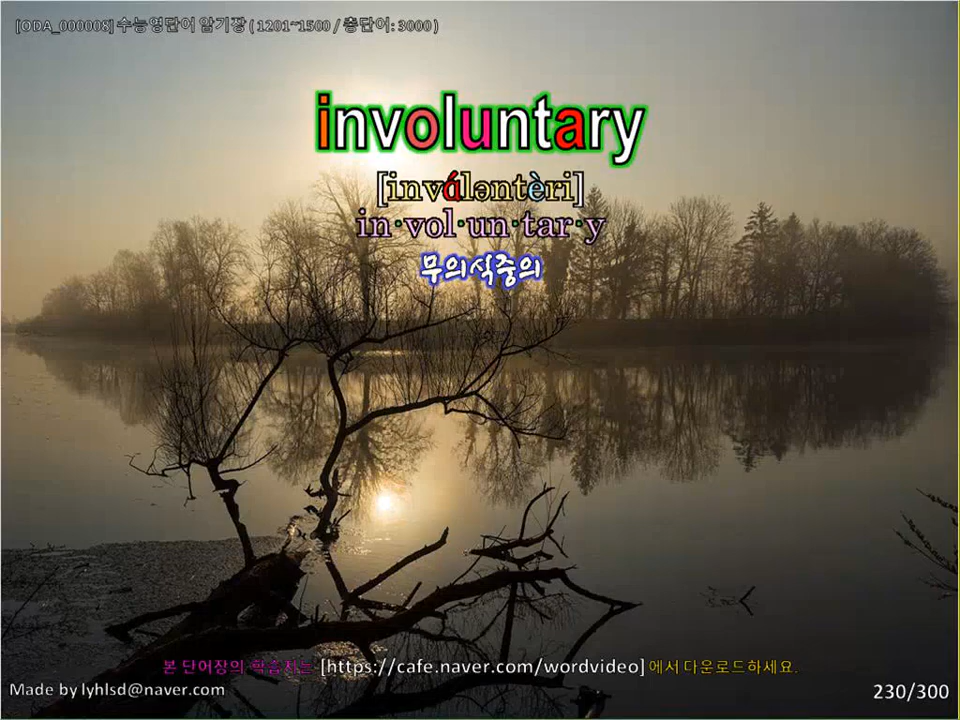 [ODA_000008] 수능영단어 암기장 ( 1201~1500 / 총단어: 3000 )
involuntary
[inváləntèri]
in·vol·un·tar·y
무의식중의
본 단어장의 학습자는 [https://cafe.naver.com/wordvideo] 에서 다운로드하세요.
Made by lyhlsd@naver.com
230/300